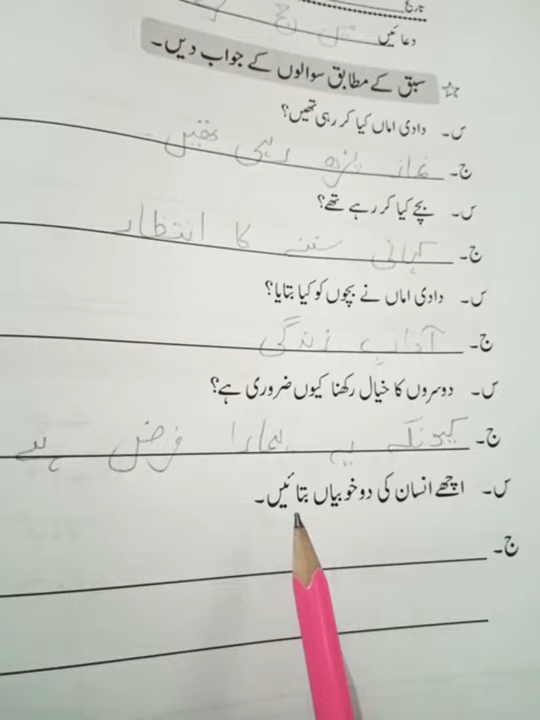 تاریخ
دعائیں
سبق کے مطابق سوالوں کے جواب دیں۔
س۔ دادی اماں کیا کر رہی تھیں؟
ج۔ نماز پڑھ رہی تھیں
س۔ بچے کیا کر رہے تھے؟
ج۔ کہانی سننے کا انتظار
س۔ دادی اماں نے بچوں کو کیا بتایا؟
ج۔ آداب زندگی
س۔ دوسروں کا خیال رکھنا کیوں ضروری ہے؟
ج۔ کیونکہ یہ ہمارا فرض ہے
س۔ اچھے انسان کی دو خوبیاں بتائیں۔
ج۔